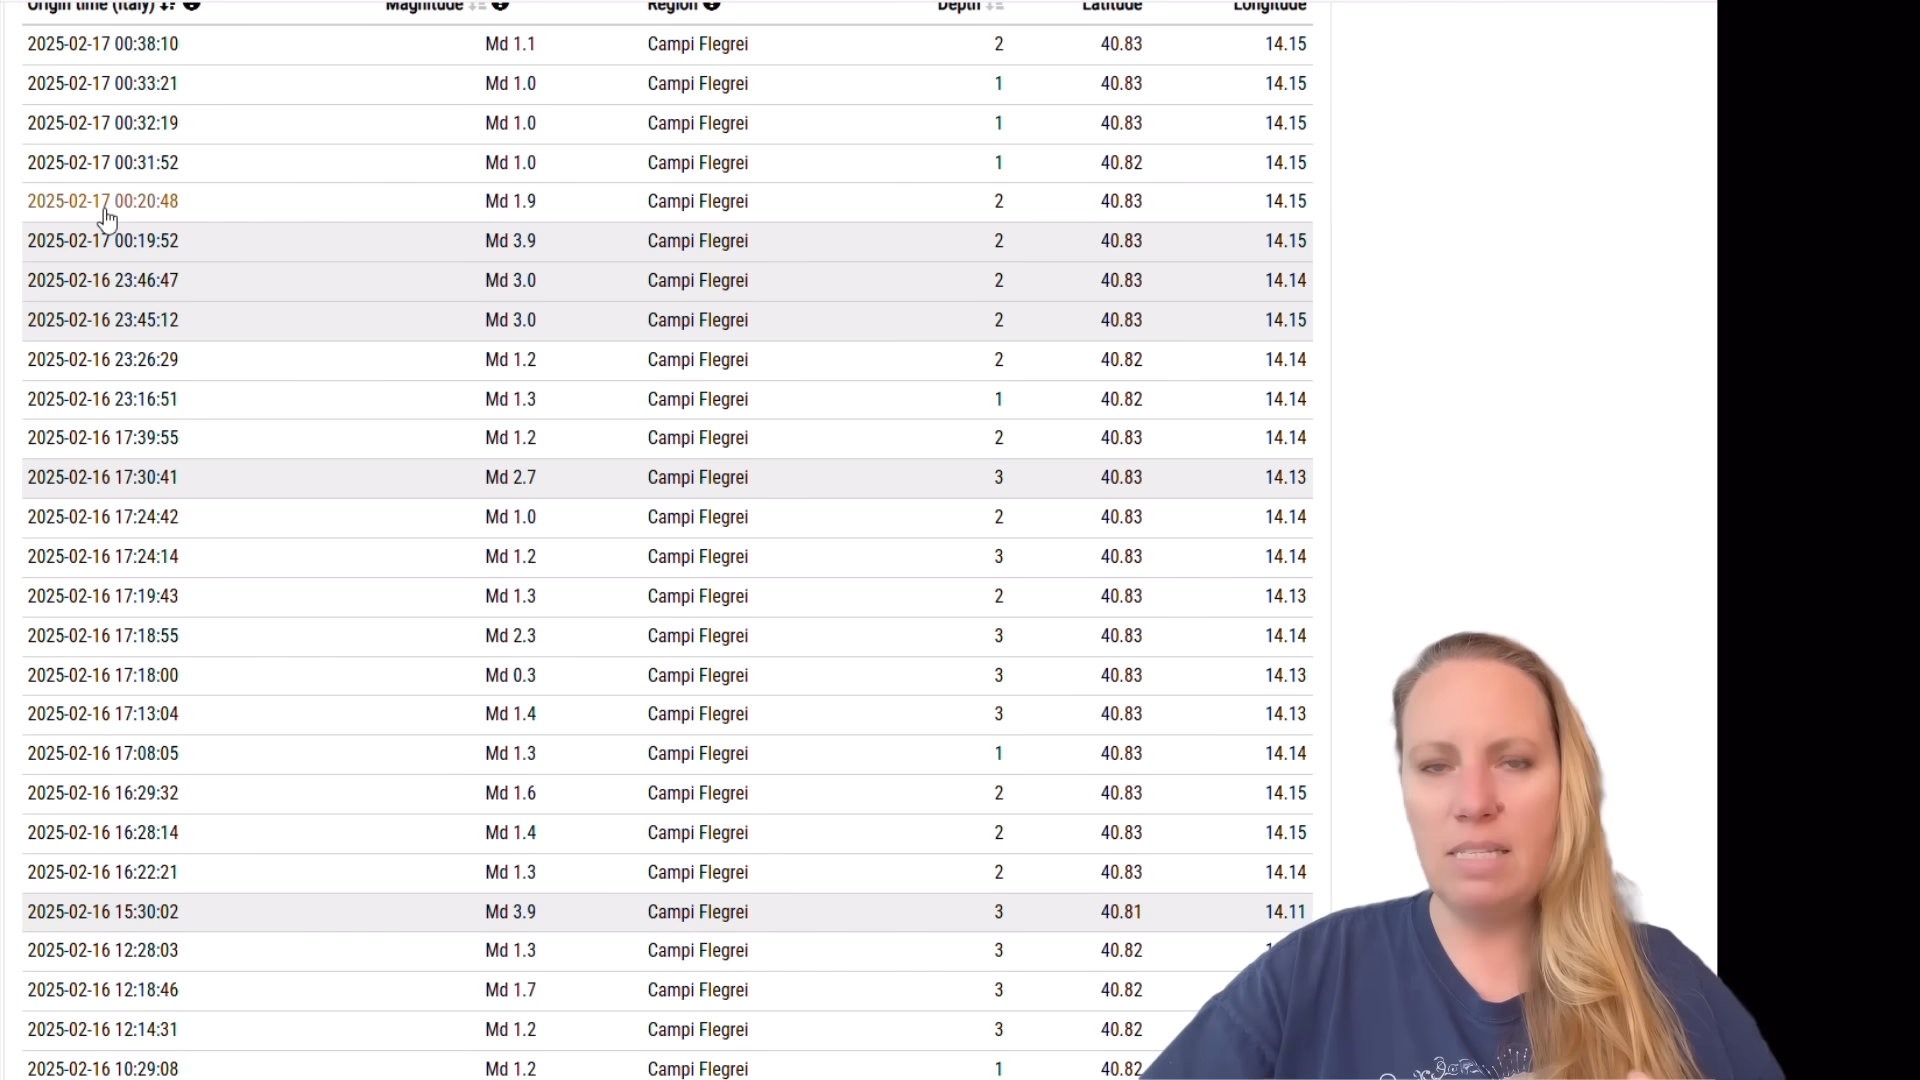 Origin time (Italy) Magnitude Region Depth Latitude Longitude
2025-02-17 00:38:10 Md 1.1 Campi Flegrei 2 40.83 14.15
2025-02-17 00:33:21 Md 1.0 Campi Flegrei 1 40.83 14.15
2025-02-17 00:32:19 Md 1.0 Campi Flegrei 1 40.83 14.15
2025-02-17 00:31:52 Md 1.0 Campi Flegrei 1 40.82 14.15
2025-02-17 00:20:48 Md 1.9 Campi Flegrei 2 40.83 14.15
2025-02-17 00:19:52 Md 3.9 Campi Flegrei 2 40.83 14.15
2025-02-16 23:46:47 Md 3.0 Campi Flegrei 2 40.83 14.14
2025-02-16 23:45:12 Md 3.0 Campi Flegrei 2 40.83 14.15
2025-02-16 23:26:29 Md 1.2 Campi Flegrei 2 40.82 14.14
2025-02-16 23:16:51 Md 1.3 Campi Flegrei 1 40.82 14.14
2025-02-16 17:39:55 Md 1.2 Campi Flegrei 2 40.83 14.14
2025-02-16 17:30:41 Md 2.7 Campi Flegrei 3 40.83 14.13
2025-02-16 17:24:42 Md 1.0 Campi Flegrei 2 40.83 14.14
2025-02-16 17:24:14 Md 1.2 Campi Flegrei 3 40.83 14.14
2025-02-16 17:19:43 Md 1.3 Campi Flegrei 2 40.83 14.13
2025-02-16 17:18:55 Md 2.3 Campi Flegrei 3 40.83 14.14
2025-02-16 17:18:00 Md 0.3 Campi Flegrei 3 40.83 14.13
2025-02-16 17:13:04 Md 1.4 Campi Flegrei 3 40.83 14.13
2025-02-16 17:08:05 Md 1.3 Campi Flegrei 1 40.83 14.14
2025-02-16 16:29:32 Md 1.6 Campi Flegrei 2 40.83 14.15
2025-02-16 16:28:14 Md 1.4 Campi Flegrei 2 40.83 14.15
2025-02-16 16:22:21 Md 1.3 Campi Flegrei 2 40.83 14.14
2025-02-16 15:30:02 Md 3.9 Campi Flegrei 3 40.81 14.11
2025-02-16 12:28:03 Md 1.3 Campi Flegrei 3 40.82
2025-02-16 12:18:46 Md 1.7 Campi Flegrei 3 40.82
2025-02-16 12:14:31 Md 1.2 Campi Flegrei 3 40.82
2025-02-16 10:29:08 Md 1.2 Campi Flegrei 1 40.82